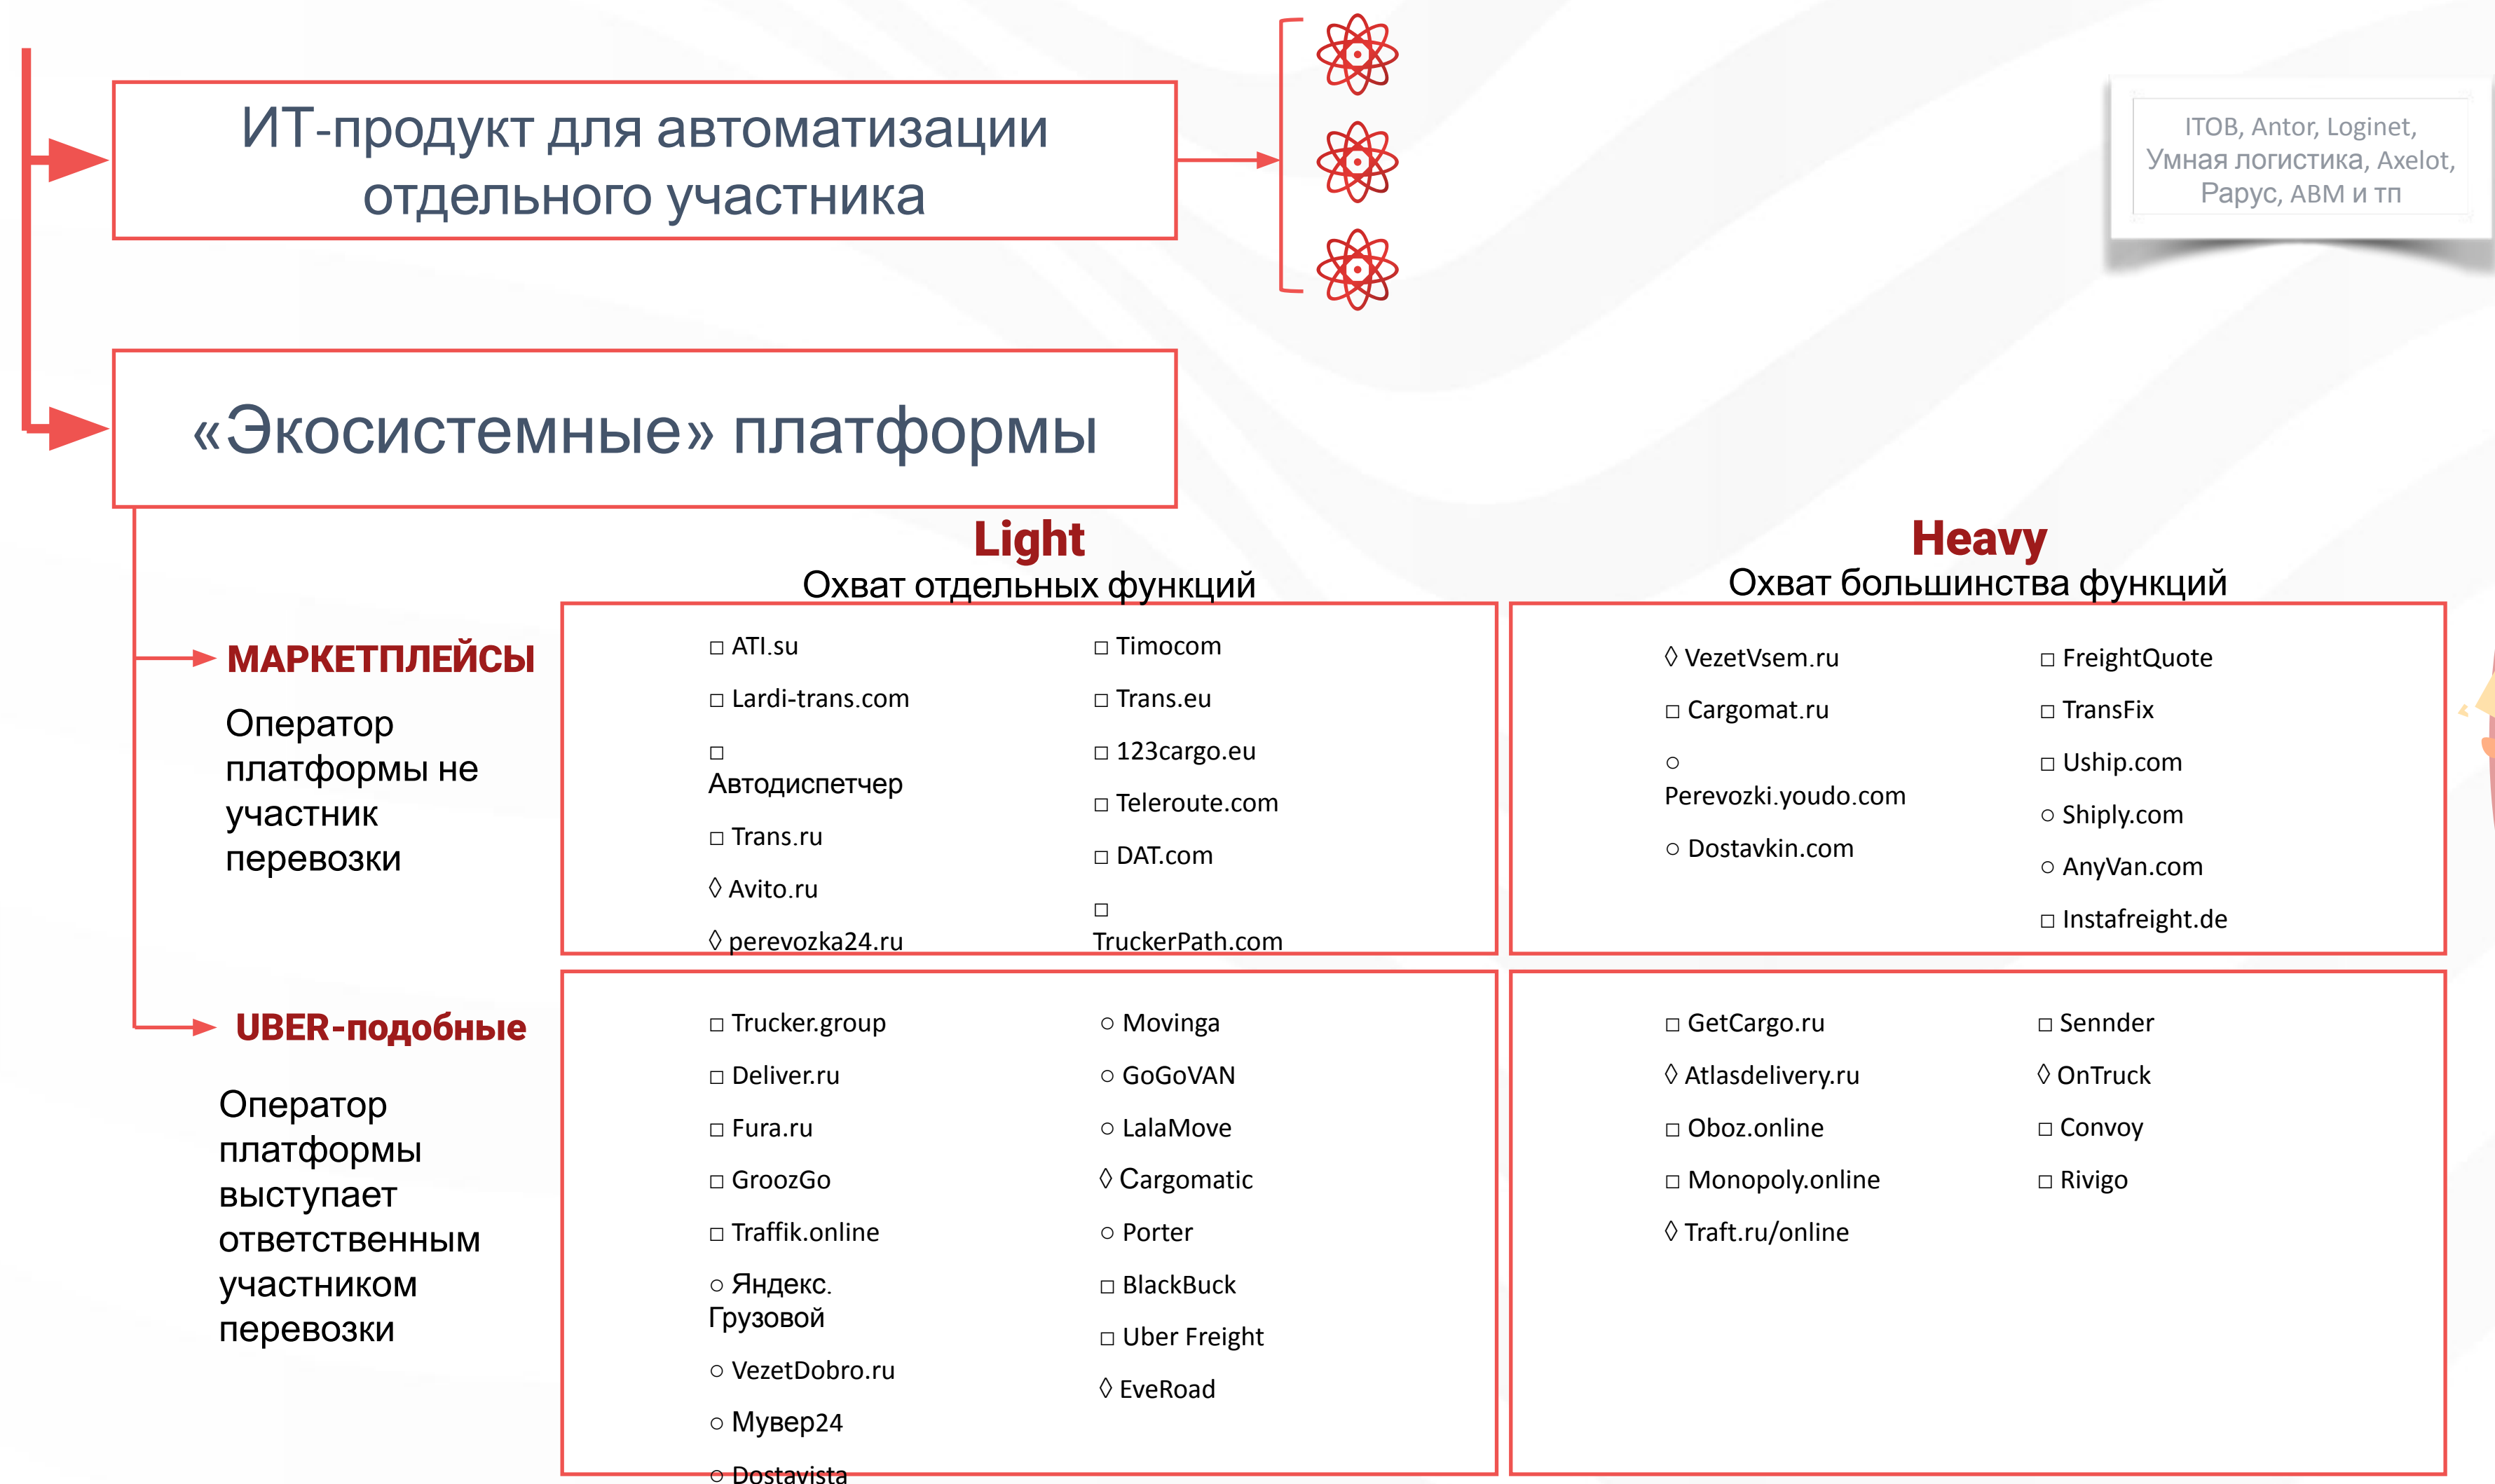 ИТ-продукт для автоматизации
отдельного участника
ITOB, Antor, Loginet,
Умная логистика, Axelot,
Рарус, АВМ и тп
«Экосистемные» платформы
Light
Охват отдельных функций
Heavy
Охват большинства функций
МАРКЕТПЛЕЙСЫ
Оператор
платформы не
участник
перевозки
□ ATI.su
□ Lardi-trans.com
□
Автодиспетчер
□ Trans.ru
◊ Avito.ru
◊ perevozka24.ru
□ Timocom
□ Trans.eu
□ 123cargo.eu
□ Teleroute.com
□ DAT.com
□
TruckerPath.com
◊ VezetVsem.ru
□ Cargomat.ru
○
Perevozki.youdo.com
○ Dostavkin.com
□ FreightQuote
□ TransFix
□ Uship.com
○ Shiply.com
○ AnyVan.com
□ Instafreight.de
UBER-подобные
Оператор
платформы
выступает
ответственным
участником
перевозки
□ Trucker.group
□ Deliver.ru
□ Fura.ru
□ GroozGo
□ Traffik.online
○ Яндекс.
Грузовой
○ VezetDobro.ru
○ Мувер24
○ Dostavista
○ Movinga
○ GoGoVAN
○ LalaMove
◊ Cargomatic
○ Porter
□ BlackBuck
□ Uber Freight
◊ EveRoad
□ GetCargo.ru
◊ Atlasdelivery.ru
□ Oboz.online
□ Monopoly.online
◊ Traft.ru/online
□ Sennder
◊ OnTruck
□ Convoy
□ Rivigo